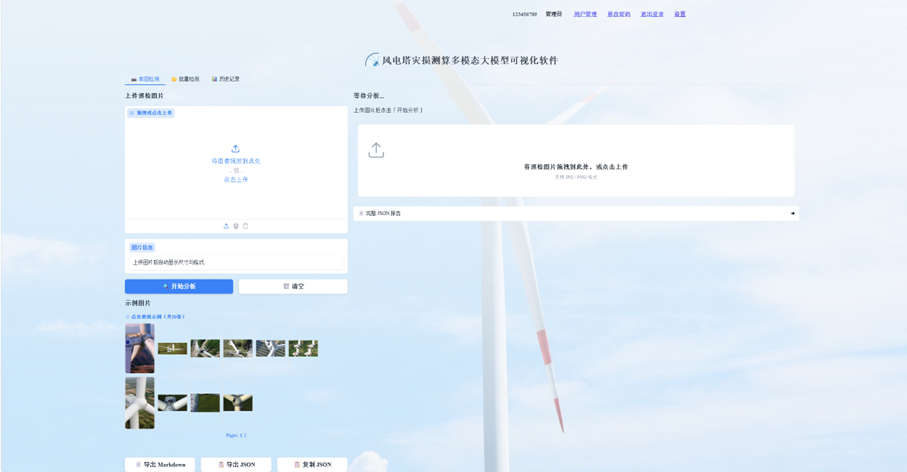 123456789 管理员 用户管理 修改密码 退出登录 设置
风电塔灾损测算多模态大模型可视化软件
单图检测 批量检测 历史记录
上传巡检图片
拖拽或点击上传
将图像拖放到此处
- 或 -
点击上传
图片信息
上传图片后自动显示尺寸与格式
开始分析 清空
示例图片
点击使用示例（共10张）
Pages: 1 2
导出 Markdown 导出 JSON 复制 JSON
等待分析...
上传图片后点击「开始分析」
将巡检图片拖拽到此处，或点击上传
支持 JPG / PNG 格式
完整 JSON 报告